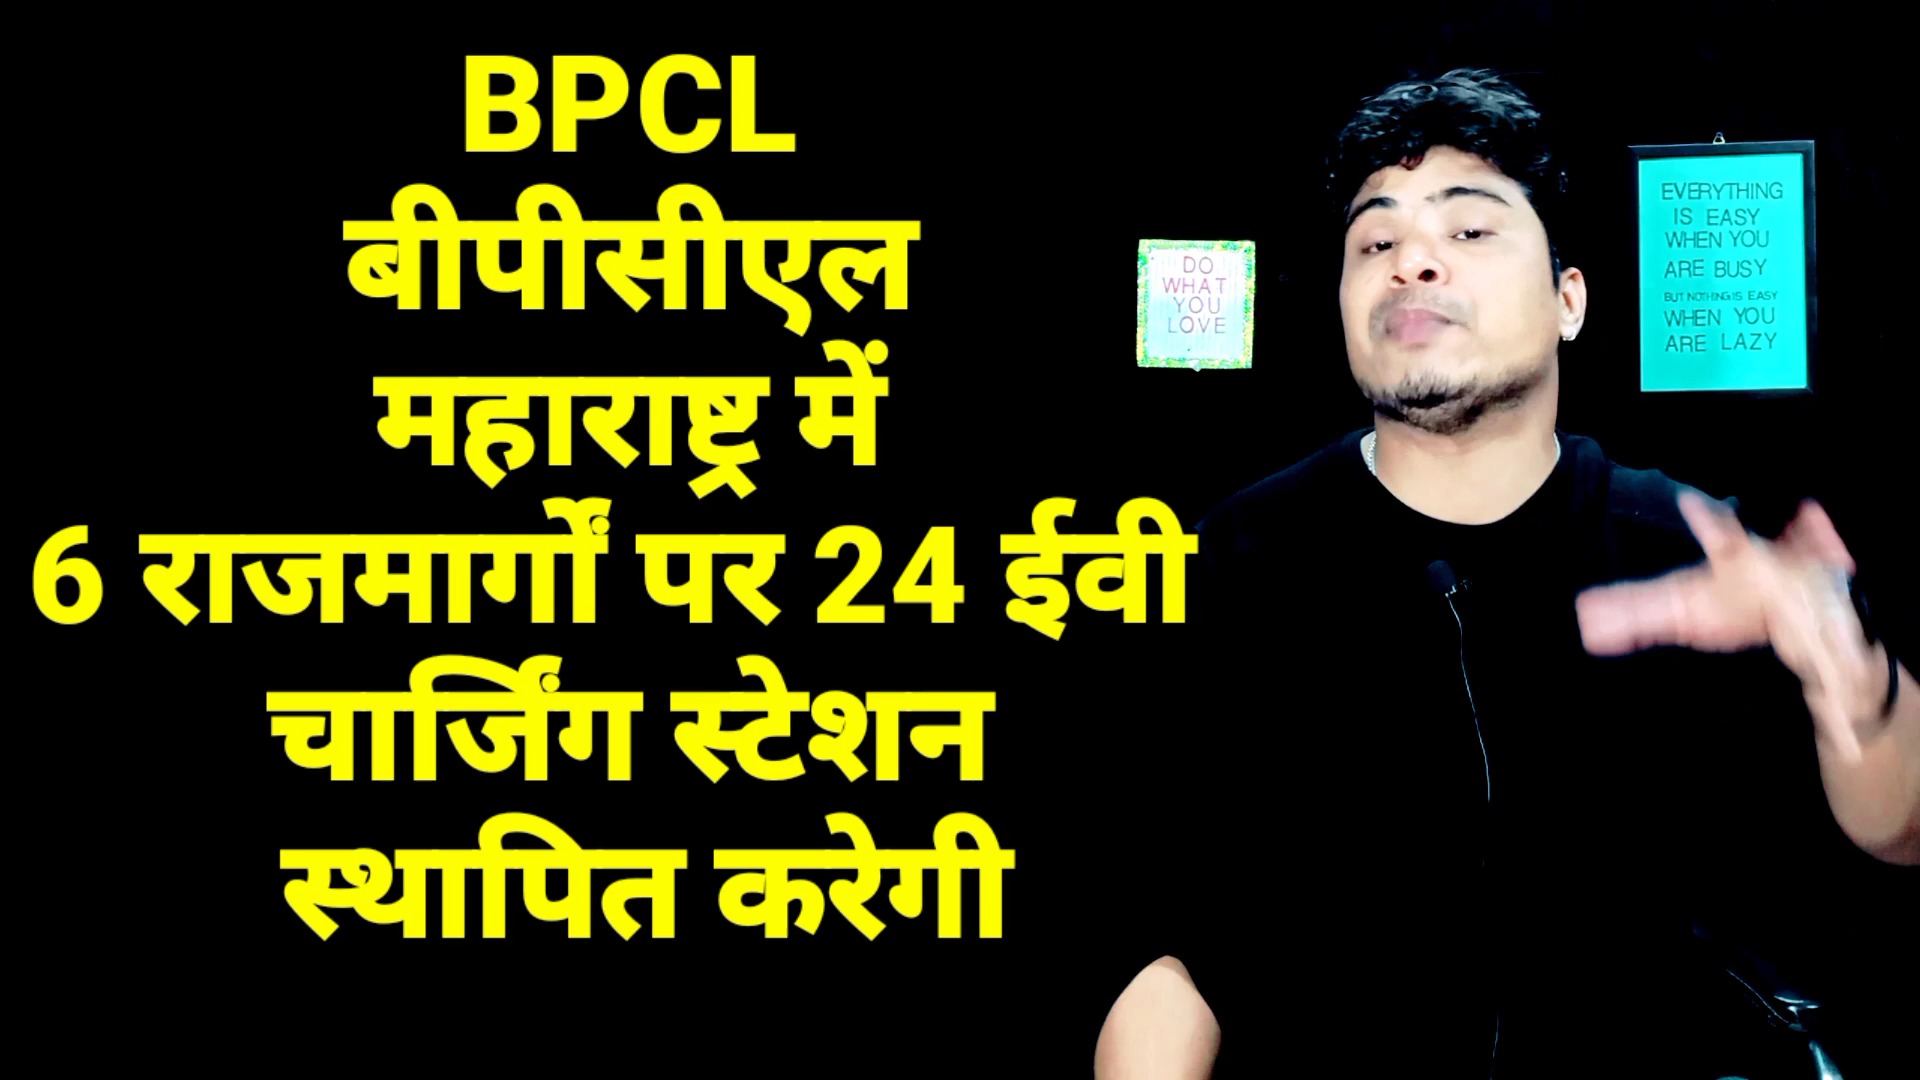 BPCL
बीपीसीएल
महाराष्ट्र में
6 राजमार्गों पर 24 ईवी
चार्जिंग स्टेशन
स्थापित करेगी
DO
WHAT
YOU
LOVE
EVERYTHING
IS EASY
WHEN YOU
ARE BUSY
BUT NOTHING IS EASY
WHEN YOU
ARE LAZY